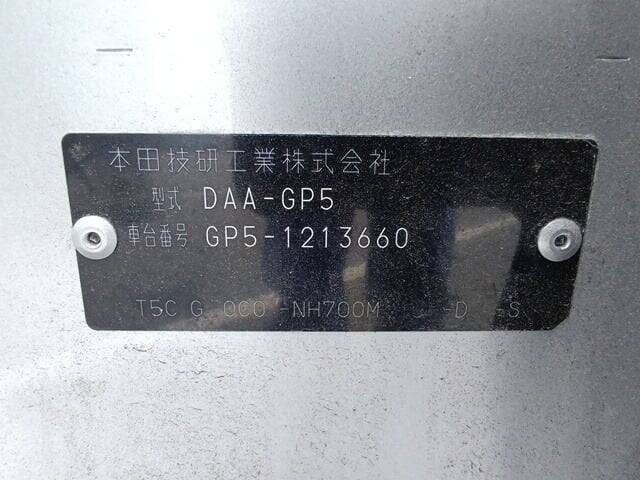 本田技研工業株式会社
型式 DAA-GP5
車台番号 GP5-1213660
T5C G 0C0 -NH700M -D -S